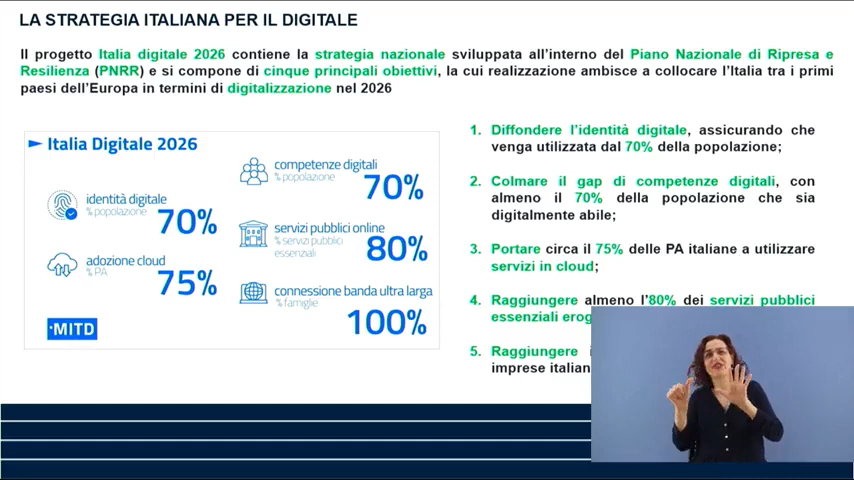 LA STRATEGIA ITALIANA PER IL DIGITALE
Il progetto Italia digitale 2026 contiene la strategia nazionale sviluppata all'interno del Piano Nazionale di Ripresa e
Resilienza (PNRR) e si compone di cinque principali obiettivi, la cui realizzazione ambisce a collocare l'Italia tra i primi
paesi dell'Europa in termini di digitalizzazione nel 2026
Italia Digitale 2026
identità digitale
% popolazione
70%
adozione cloud
% PA
75%
competenze digitali
% popolazione
70%
servizi pubblici online
% servizi pubblici
essenziali
80%
connessione banda ultra larga
% famiglie
100%
MITD
1. Diffondere l'identità digitale, assicurando che
venga utilizzata dal 70% della popolazione;
2. Colmare il gap di competenze digitali, con
almeno il 70% della popolazione che sia
digitalmente abile;
3. Portare circa il 75% delle PA italiane a utilizzare
servizi in cloud;
4. Raggiungere almeno l'80% dei servizi pubblici
essenziali
5. Raggiungere
imprese